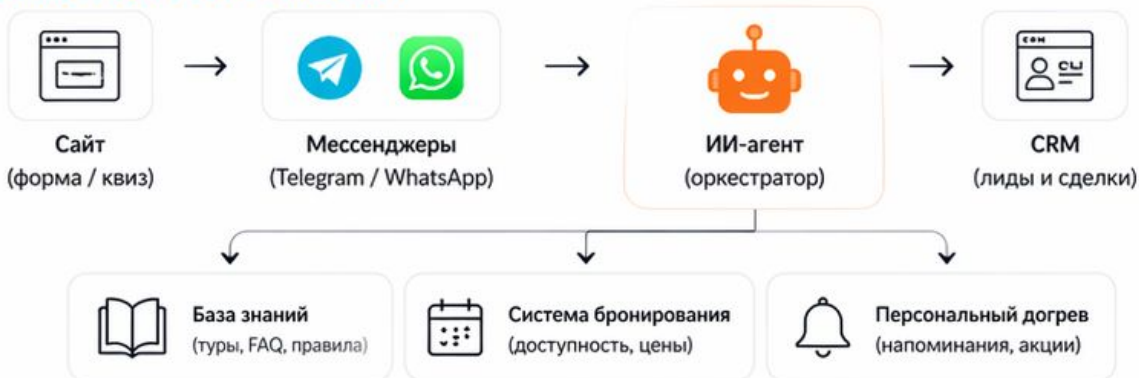 Сайт
(форма / квиз)
Мессенджеры
(Telegram / WhatsApp)
ИИ-агент
(оркестратор)
CRM
(лиды и сделки)
База знаний
(туры, FAQ, правила)
Система бронирования
(доступность, цены)
Персональный догрев
(напоминания, акции)